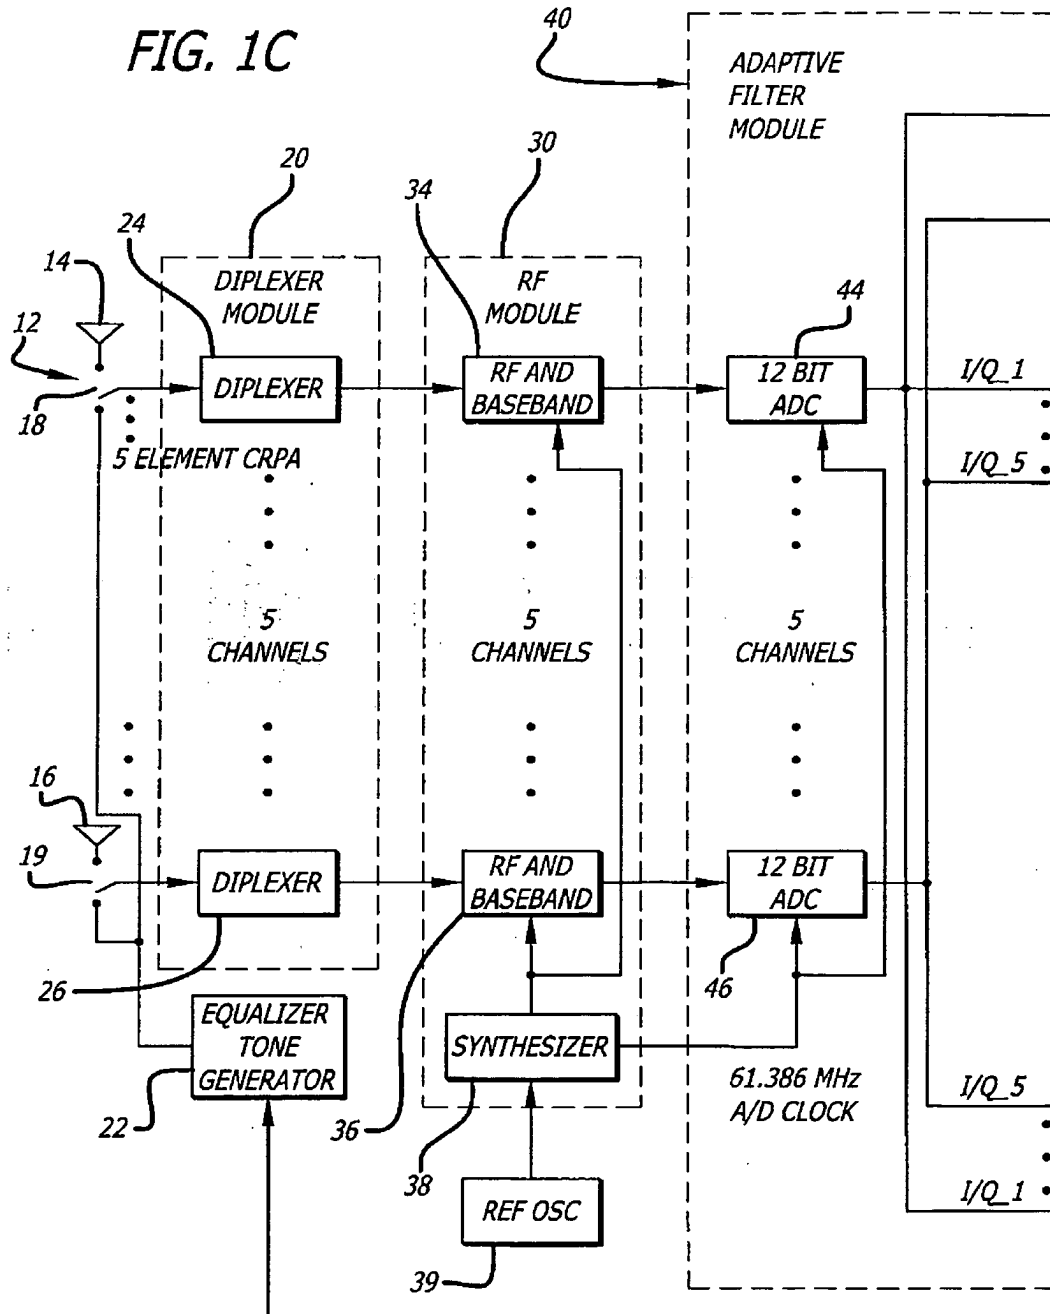 FIG. 1C
40
ADAPTIVE
FILTER
MODULE
20
30
24
34
14
DIPLEXER
MODULE
RF
MODULE
44
12
18
DIPLEXER
RF AND
BASEBAND
12 BIT
ADC
I/Q_1
5 ELEMENT CRPA
I/Q_5
5
CHANNELS
5
CHANNELS
5
CHANNELS
16
19
DIPLEXER
RF AND
BASEBAND
12 BIT
ADC
26
46
EQUALIZER
TONE
GENERATOR
SYNTHESIZER
61.386 MHz
A/D CLOCK
I/Q_5
22
36
38
I/Q_1
REF OSC
39